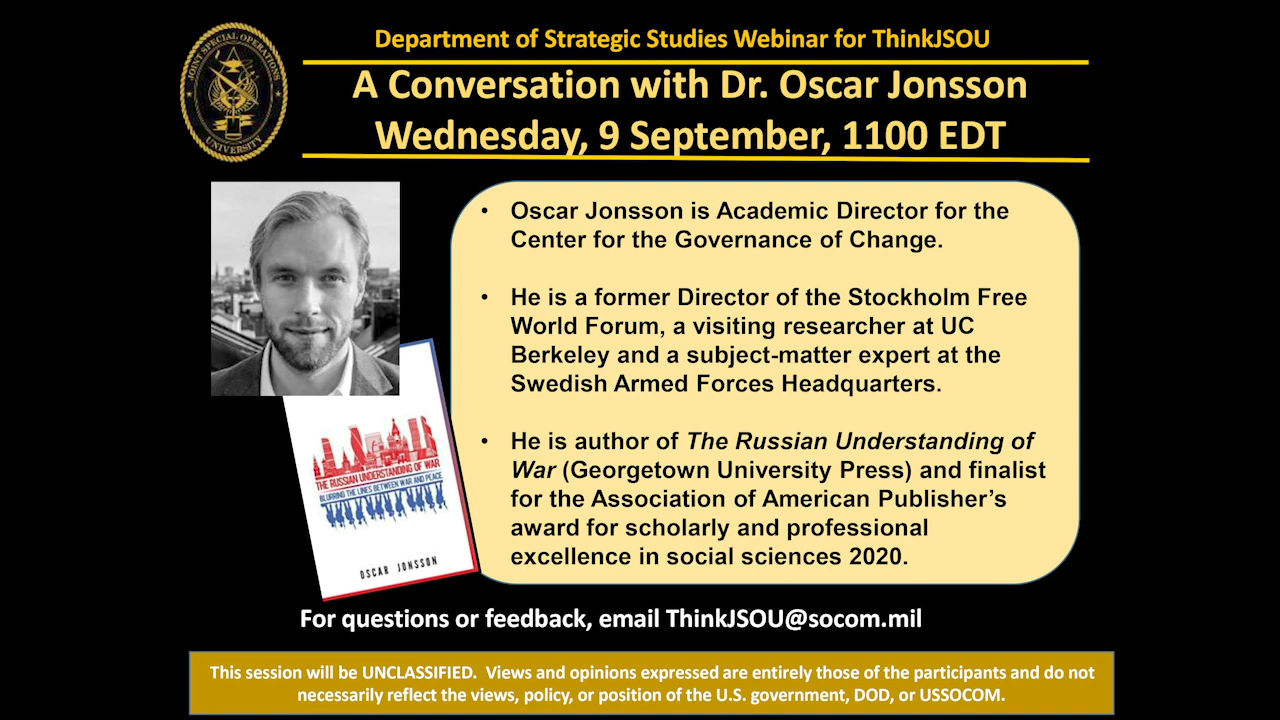 JOINT SPECIAL OPERATIONS
UNIVERSITY
Department of Strategic Studies Webinar for ThinkJSOU
A Conversation with Dr. Oscar Jonsson
Wednesday, 9 September, 1100 EDT
• Oscar Jonsson is Academic Director for the
Center for the Governance of Change.
• He is a former Director of the Stockholm Free
World Forum, a visiting researcher at UC
Berkeley and a subject-matter expert at the
Swedish Armed Forces Headquarters.
• He is author of The Russian Understanding of
War (Georgetown University Press) and finalist
for the Association of American Publisher’s
award for scholarly and professional
excellence in social sciences 2020.
THE RUSSIAN UNDERSTANDING OF WAR
BLURRING THE LINES BETWEEN WAR AND PEACE
OSCAR JONSSON
For questions or feedback, email ThinkJSOU@socom.mil
This session will be UNCLASSIFIED. Views and opinions expressed are entirely those of the participants and do not
necessarily reflect the views, policy, or position of the U.S. government, DOD, or USSOCOM.